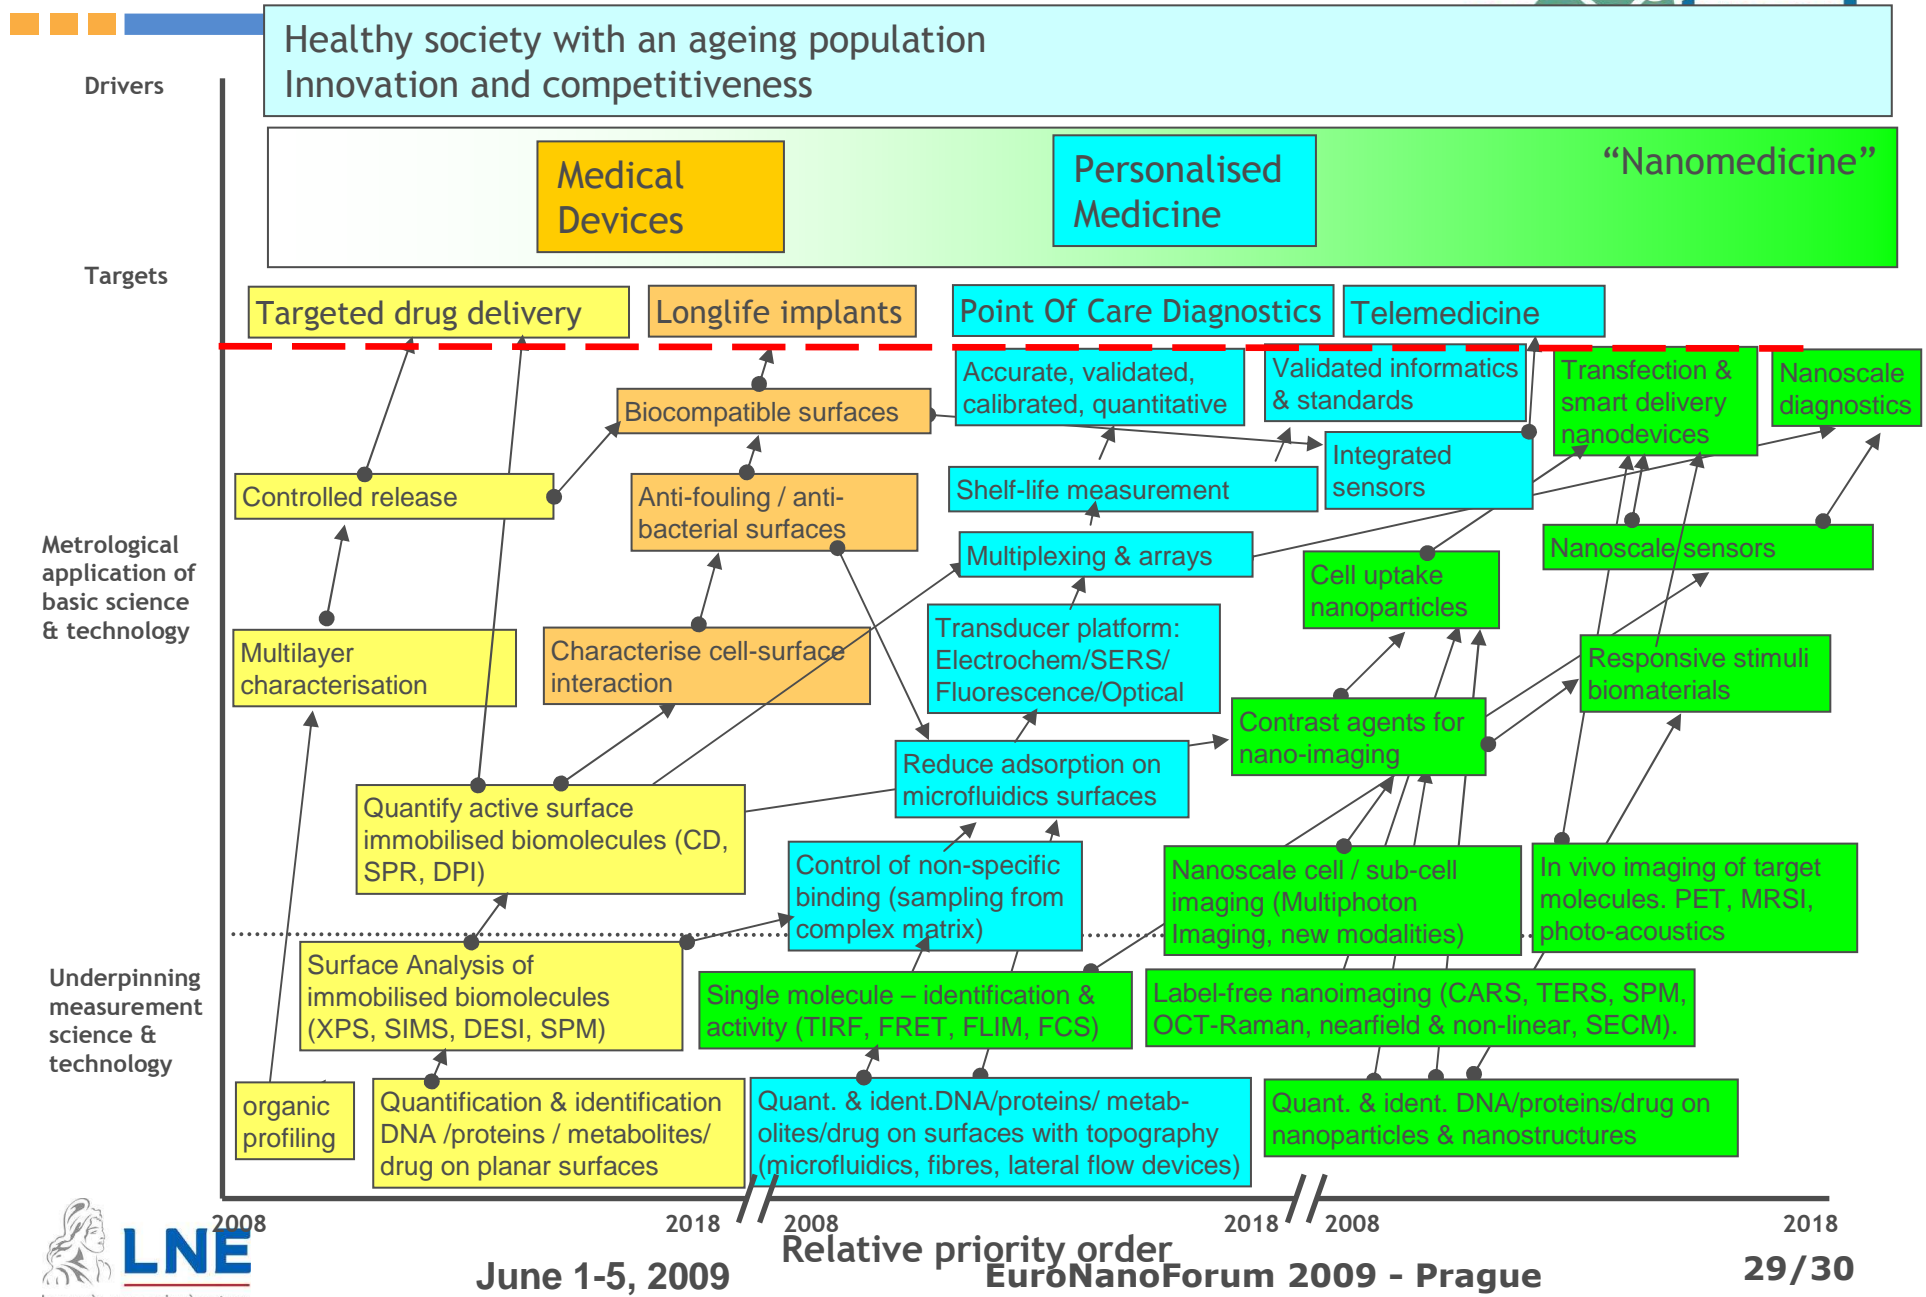 Healthy society with an ageing population
Innovation and competitiveness
Drivers
Medical
Devices
Personalised
Medicine
“Nanomedicine”
Targets
Targeted drug delivery
Longlife implants
Point Of Care Diagnostics
Telemedicine
Accurate, validated,
calibrated, quantitative
Validated informatics
& standards
Transfection &
smart delivery
nanodevices
Nanoscale
diagnostics
Biocompatible surfaces
Integrated
sensors
Controlled release
Anti-fouling / anti-
bacterial surfaces
Shelf-life measurement
Multiplexing & arrays
Nanoscale sensors
Metrological
application of
basic science
& technology
Cell uptake
nanoparticles
Multilayer
characterisation
Characterise cell-surface
interaction
Transducer platform:
Electrochem/SERS/
Fluorescence/Optical
Responsive stimuli
biomaterials
Contrast agents for
nano-imaging
Reduce adsorption on
microfluidics surfaces
Quantify active surface
immobilised biomolecules (CD,
SPR, DPI)
Control of non-specific
binding (sampling from
complex matrix)
Nanoscale cell / sub-cell
imaging (Multiphoton
Imaging, new modalities)
In vivo imaging of target
molecules. PET, MRSI,
photo-acoustics
Underpinning
measurement
science &
technology
Surface Analysis of
immobilised biomolecules
(XPS, SIMS, DESI, SPM)
Single molecule – identification &
activity (TIRF, FRET, FLIM, FCS)
Label-free nanoimaging (CARS, TERS, SPM,
OCT-Raman, nearfield & non-linear, SECM).
organic
profiling
Quantification & identification
DNA /proteins / metabolites/
drug on planar surfaces
Quant. & ident.DNA/proteins/ metab-
olites/drug on surfaces with topography
(microfluidics, fibres, lateral flow devices)
Quant. & ident. DNA/proteins/drug on
nanoparticles & nanostructures
2008
2018
2008
2018
2008
2018
Relative priority order
LNE
June 1-5, 2009
EuroNanoForum 2009 - Prague
29/30